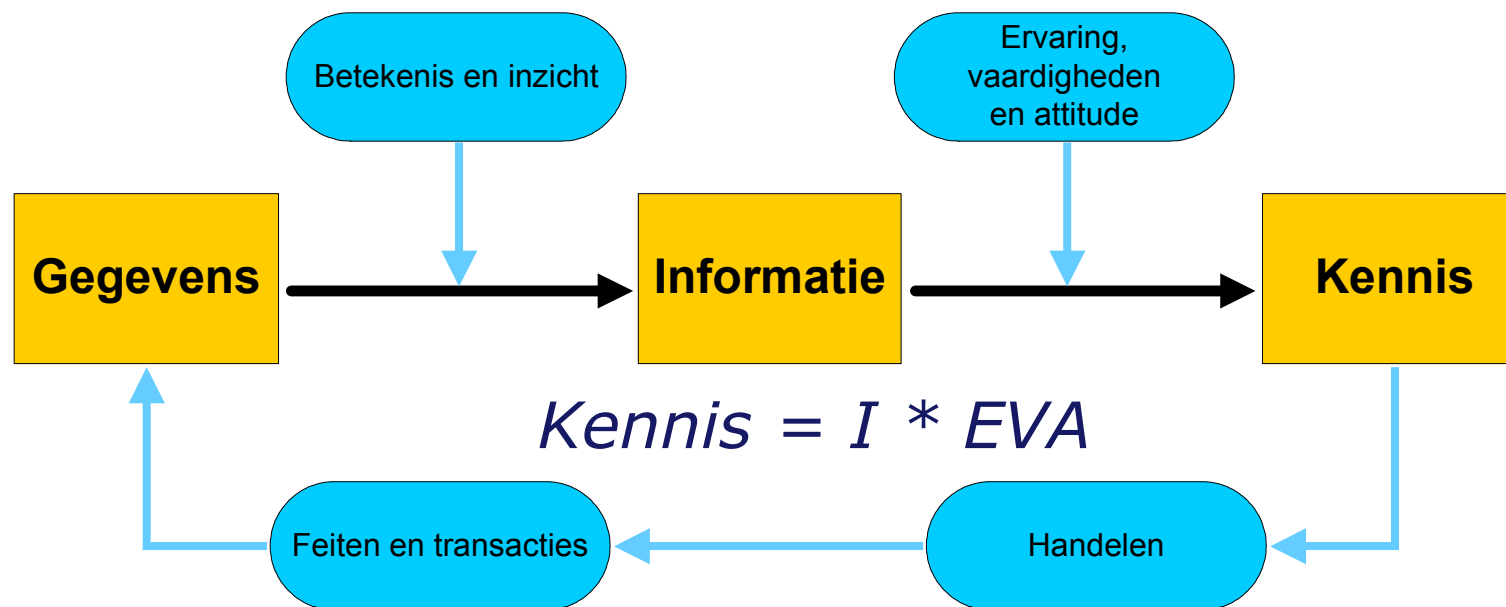 Betekenis en inzicht
Ervaring,
vaardigheden
en attitude
Gegevens
Informatie
Kennis
Kennis = I * EVA
Feiten en transacties
Handelen